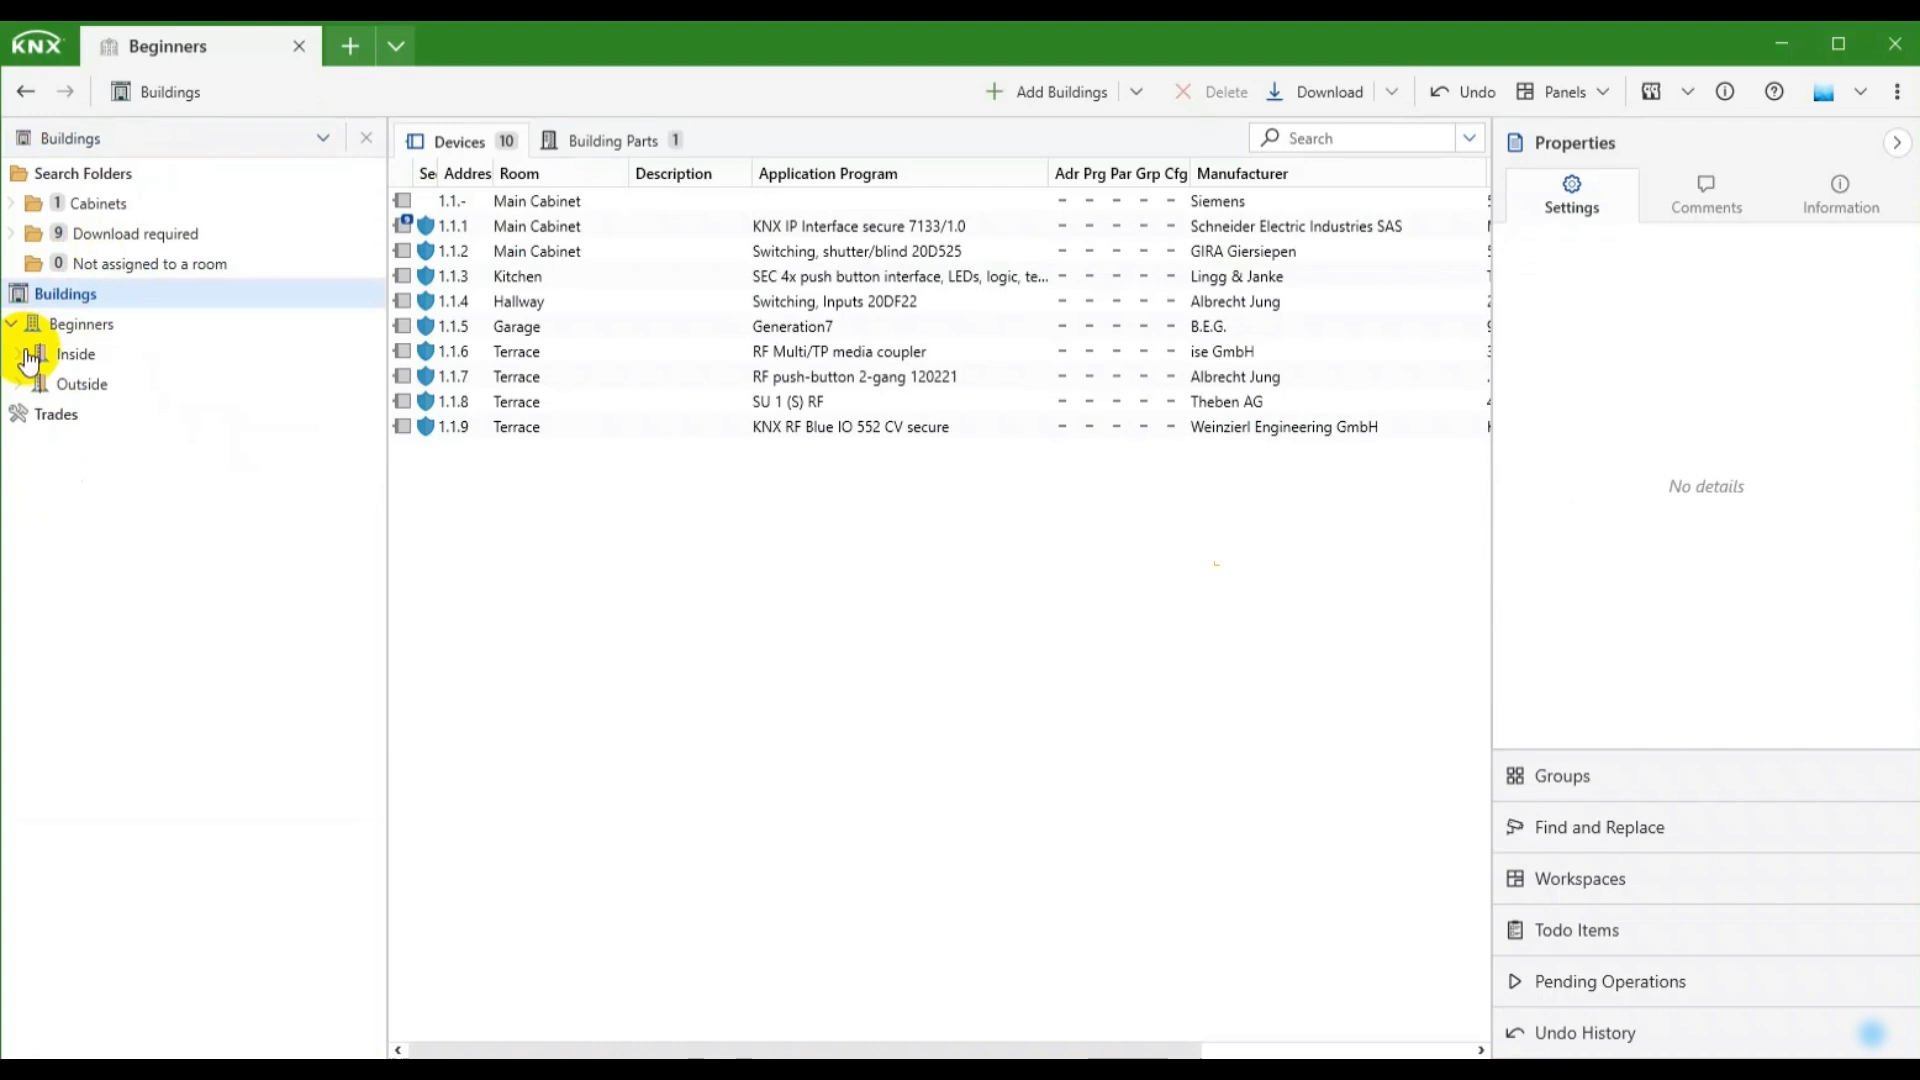 KNX Beginners
Buildings Add Buildings Delete Download Undo Panels
Buildings
Search Folders
1 Cabinets
9 Download required
0 Not assigned to a room
Buildings
Beginners
Inside
Outside
Trades
Devices 10 Building Parts 1 Search
Se Addres Room Description Application Program Adr Prg Par Grp Cfg Manufacturer
1.1.- Main Cabinet - - - - - Siemens
1.1.1 Main Cabinet KNX IP Interface secure 7133/1.0 - - - - - Schneider Electric Industries SAS
1.1.2 Main Cabinet Switching, shutter/blind 20D525 - - - - - GIRA Giersiepen
1.1.3 Kitchen SEC 4x push button interface, LEDs, logic, te... - - - - - Lingg & Janke
1.1.4 Hallway Switching, Inputs 20DF22 - - - - - Albrecht Jung
1.1.5 Garage Generation7 - - - - - B.E.G.
1.1.6 Terrace RF Multi/TP media coupler - - - - - ise GmbH
1.1.7 Terrace RF push-button 2-gang 120221 - - - - - Albrecht Jung
1.1.8 Terrace SU 1 (S) RF - - - - - Theben AG
1.1.9 Terrace KNX RF Blue IO 552 CV secure - - - - - Weinzierl Engineering GmbH
Properties
Settings Comments Information
No details
Groups
Find and Replace
Workspaces
Todo Items
Pending Operations
Undo History